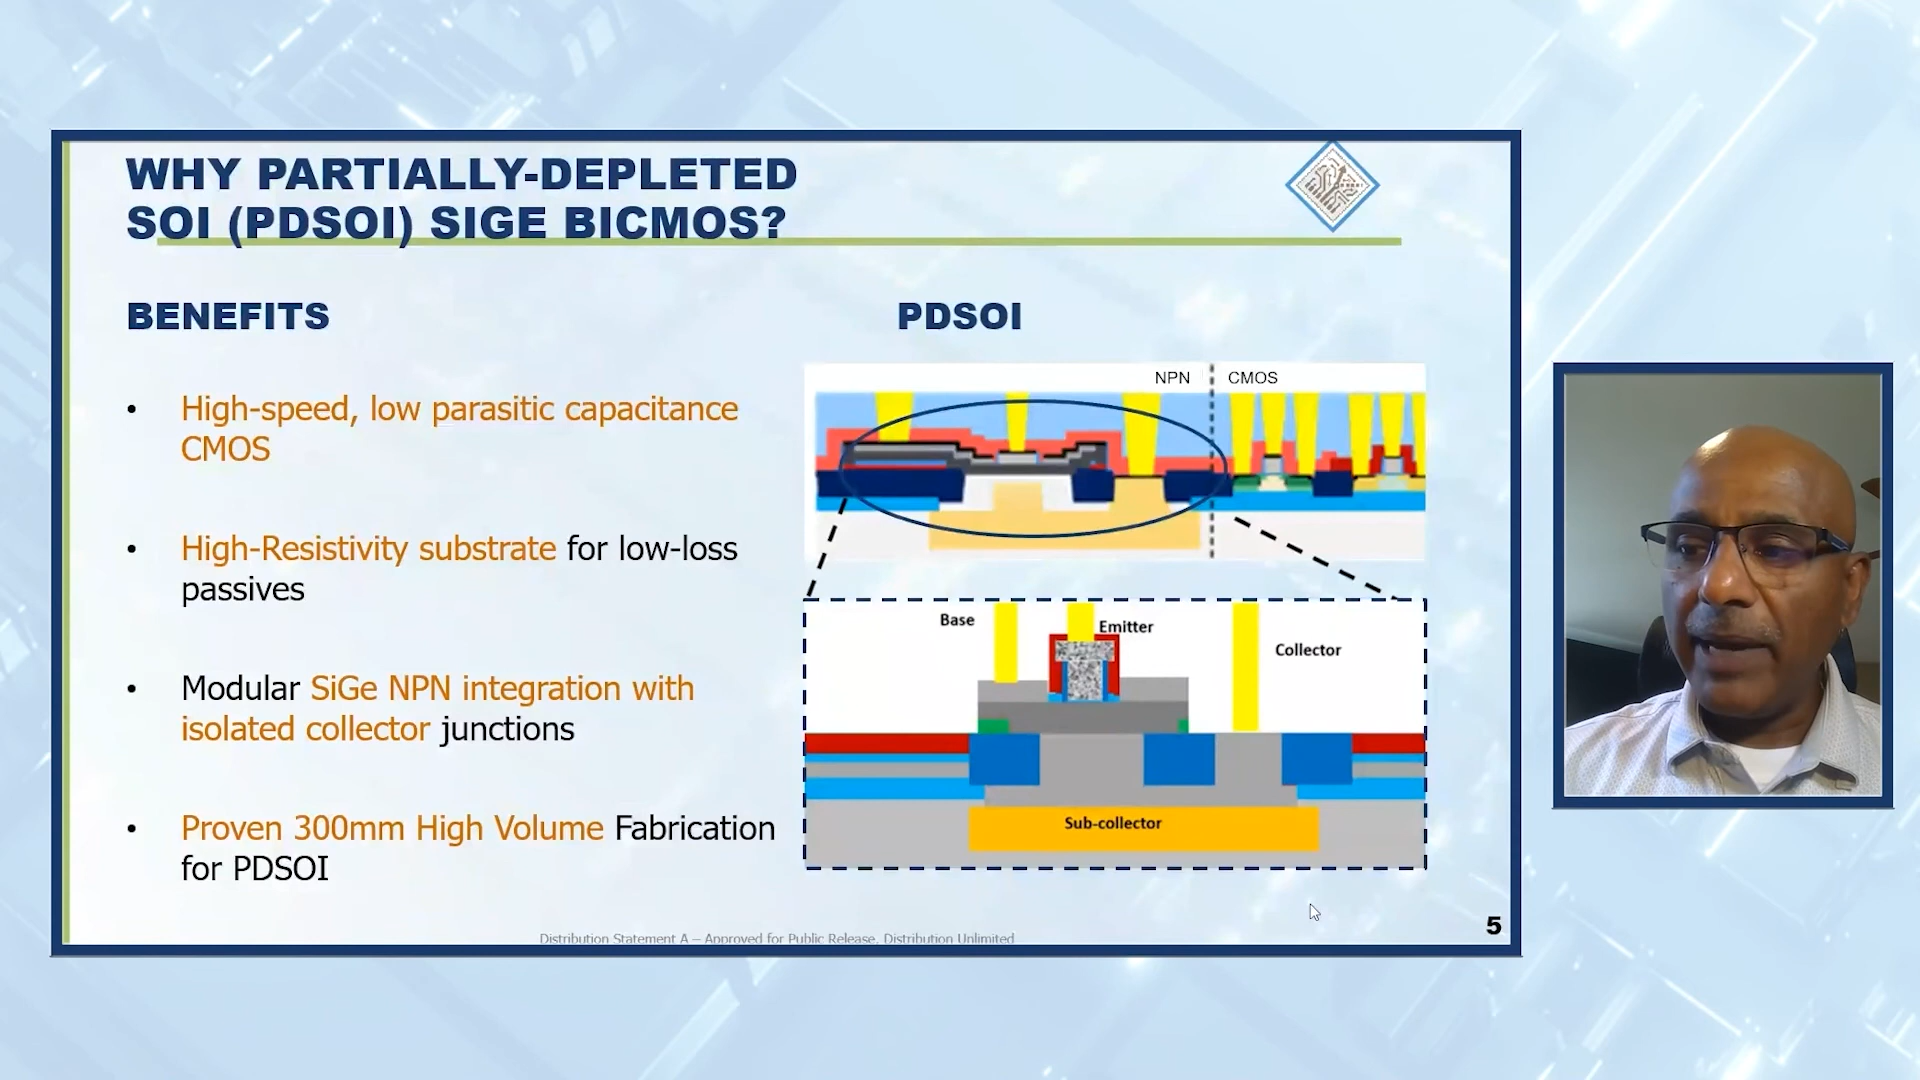 WHY PARTIALLY-DEPLETED
SOI (PDSOI) SIGE BICMOS?
BENEFITS
• High-speed, low parasitic capacitance
CMOS
• High-Resistivity substrate for low-loss
passives
• Modular SiGe NPN integration with
isolated collector junctions
• Proven 300mm High Volume Fabrication
for PDSOI
PDSOI
NPN CMOS
Base
Emitter
Collector
Sub-collector
Distribution Statement A – Approved for Public Release, Distribution Unlimited
5